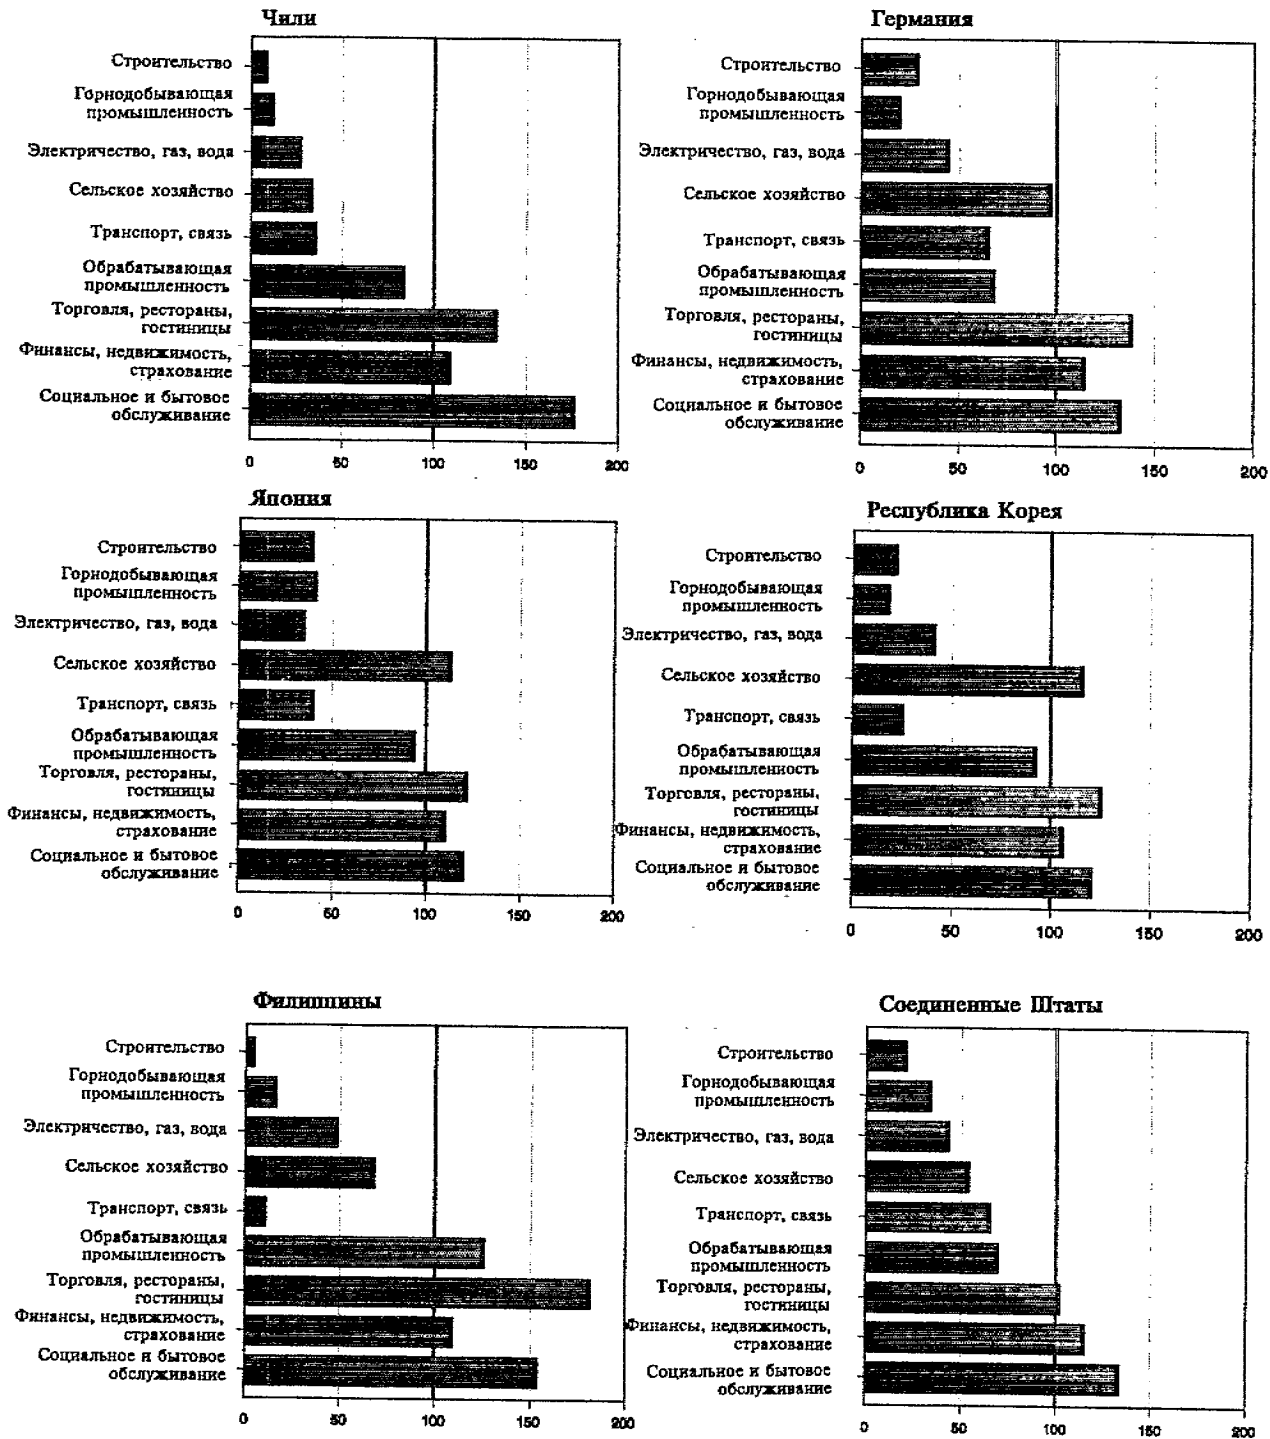 Чили
Строительство
Горнодобывающая
промышленность
Электричество, газ, вода
Сельское хозяйство
Транспорт, связь
Обрабатывающая
промышленность
Торговля, рестораны,
гостиницы
Финансы, недвижимость,
страхование
Социальное и бытовое
обслуживание
0 50 100 150 200
Германия
Строительство
Горнодобывающая
промышленность
Электричество, газ, вода
Сельское хозяйство
Транспорт, связь
Обрабатывающая
промышленность
Торговля, рестораны,
гостиницы
Финансы, недвижимость,
страхование
Социальное и бытовое
обслуживание
0 50 100 150 200
Япония
Строительство
Горнодобывающая
промышленность
Электричество, газ, вода
Сельское хозяйство
Транспорт, связь
Обрабатывающая
промышленность
Торговля, рестораны,
гостиницы
Финансы, недвижимость,
страхование
Социальное и бытовое
обслуживание
0 50 100 150 200
Республика Корея
Строительство
Горнодобывающая
промышленность
Электричество, газ, вода
Сельское хозяйство
Транспорт, связь
Обрабатывающая
промышленность
Торговля, рестораны,
гостиницы
Финансы, недвижимость,
страхование
Социальное и бытовое
обслуживание
0 50 100 150 200
Филиппины
Строительство
Горнодобывающая
промышленность
Электричество, газ, вода
Сельское хозяйство
Транспорт, связь
Обрабатывающая
промышленность
Торговля, рестораны,
гостиницы
Финансы, недвижимость,
страхование
Социальное и бытовое
обслуживание
0 50 100 150 200
Соединенные Штаты
Строительство
Горнодобывающая
промышленность
Электричество, газ, вода
Сельское хозяйство
Транспорт, связь
Обрабатывающая
промышленность
Торговля, рестораны,
гостиницы
Финансы, недвижимость,
страхование
Социальное и бытовое
обслуживание
0 50 100 150 200